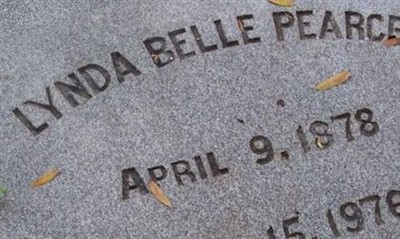 LYNDA BELLE PEARCE
APRIL 9. 1878
15. 1976